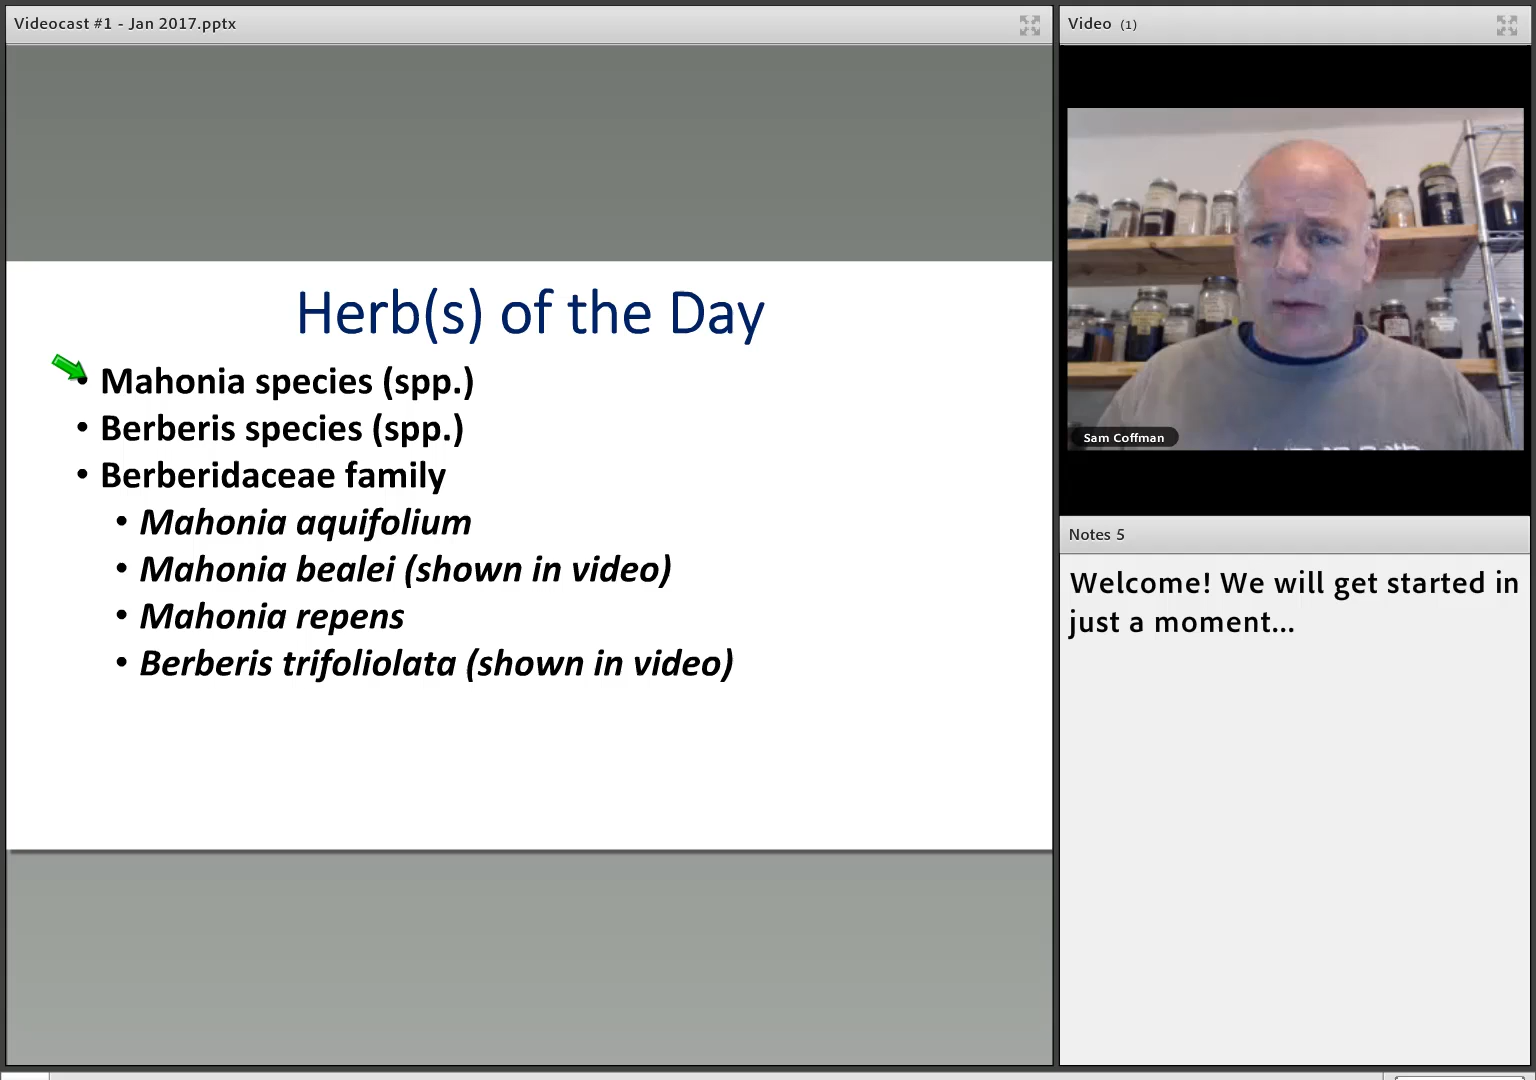 Videocast #1 - Jan 2017.pptx
Herb(s) of the Day
• Mahonia species (spp.)
• Berberis species (spp.)
• Berberidaceae family
• Mahonia aquifolium
• Mahonia bealei (shown in video)
• Mahonia repens
• Berberis trifoliolata (shown in video)
Video (1)
Sam Coffman
Notes 5
Welcome! We will get started in
just a moment...